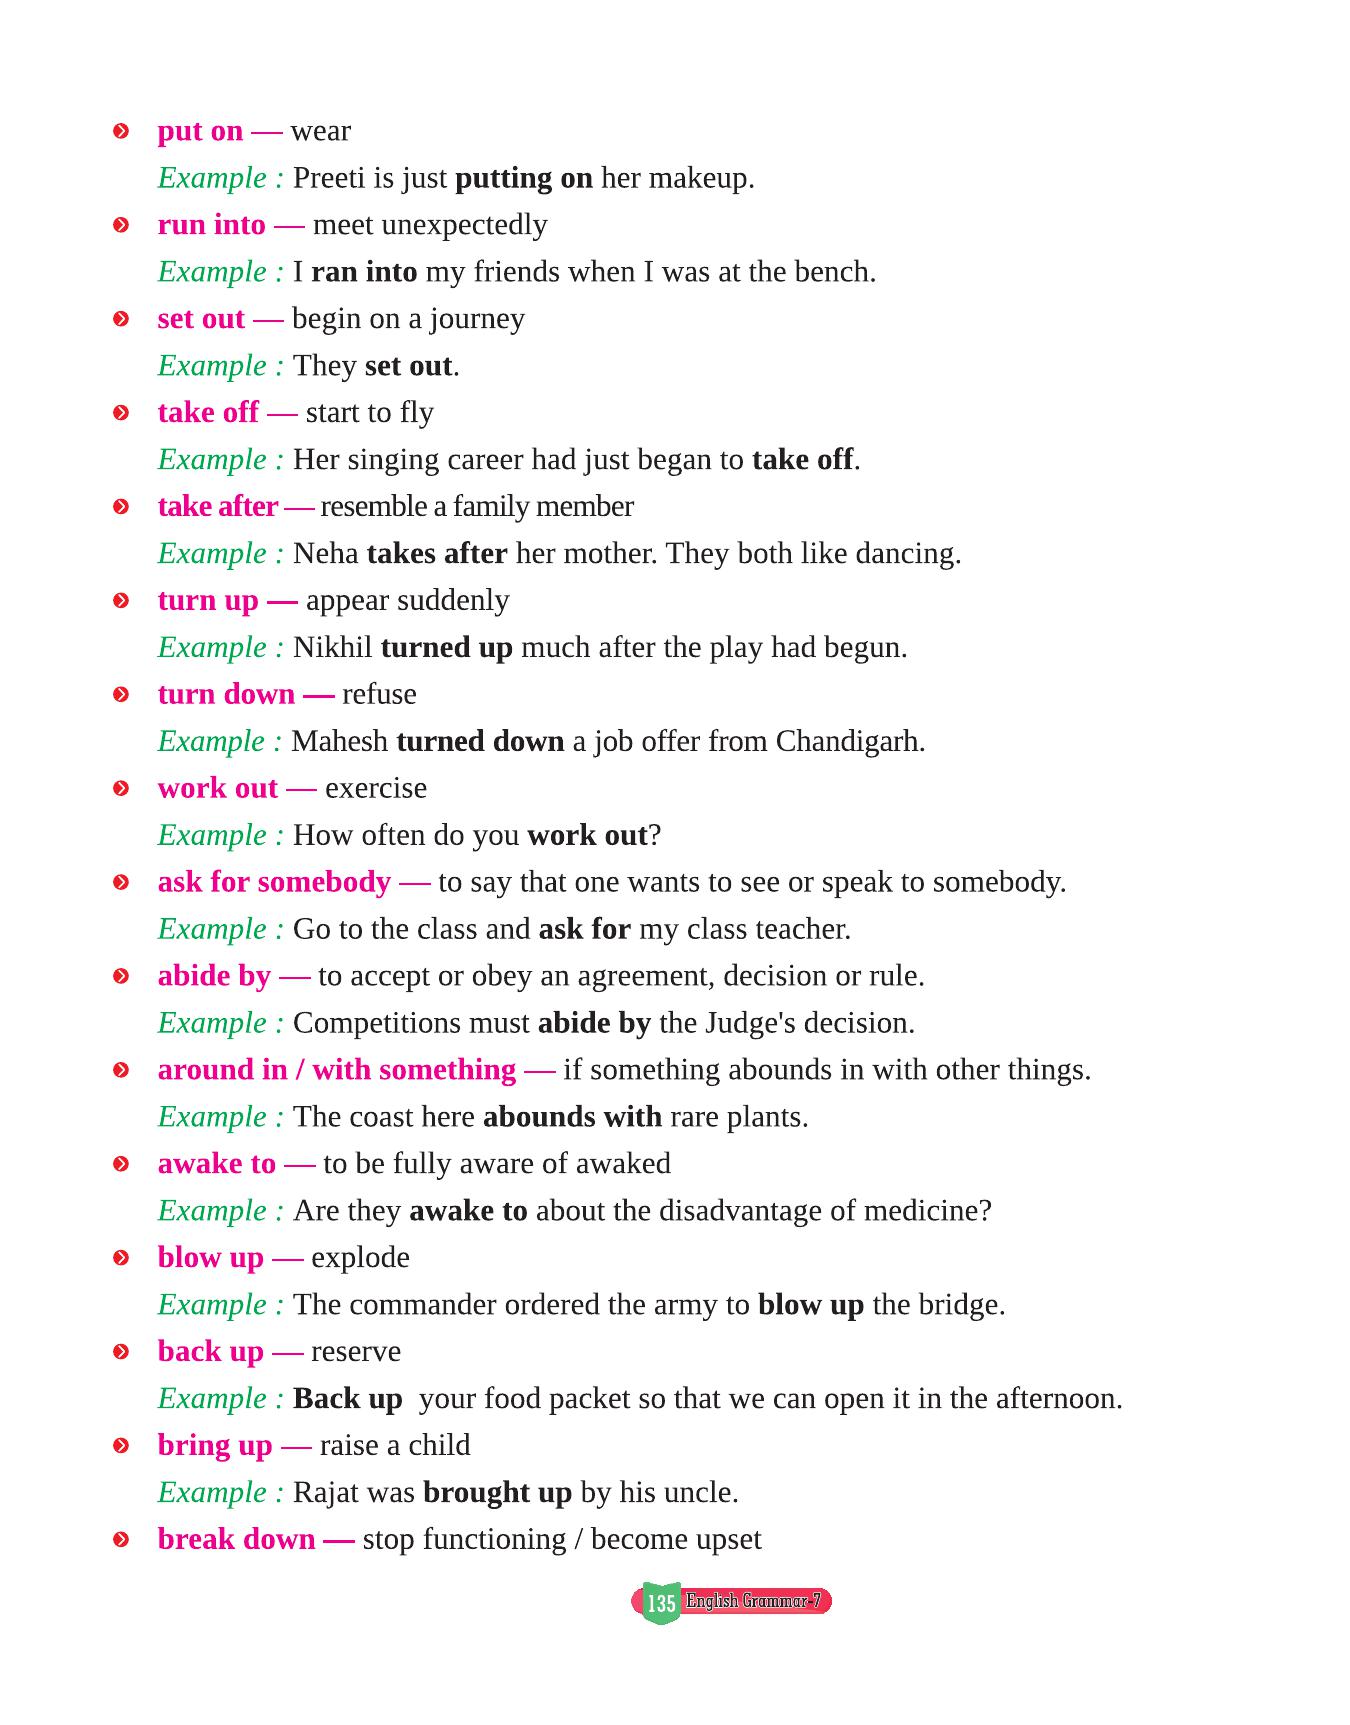 put on — wear
Example : Preeti is just putting on her makeup.
run into — meet unexpectedly
Example : I ran into my friends when I was at the bench.
set out — begin on a journey
Example : They set out.
take off — start to fly
Example : Her singing career had just began to take off.
take after — resemble a family member
Example : Neha takes after her mother. They both like dancing.
turn up — appear suddenly
Example : Nikhil turned up much after the play had begun.
turn down — refuse
Example : Mahesh turned down a job offer from Chandigarh.
work out — exercise
Example : How often do you work out?
ask for somebody — to say that one wants to see or speak to somebody.
Example : Go to the class and ask for my class teacher.
abide by — to accept or obey an agreement, decision or rule.
Example : Competitions must abide by the Judge's decision.
around in / with something — if something abounds in with other things.
Example : The coast here abounds with rare plants.
awake to — to be fully aware of awaked
Example : Are they awake to about the disadvantage of medicine?
blow up — explode
Example : The commander ordered the army to blow up the bridge.
back up — reserve
Example : Back up your food packet so that we can open it in the afternoon.
bring up — raise a child
Example : Rajat was brought up by his uncle.
break down — stop functioning / become upset
135 English Grammar-7